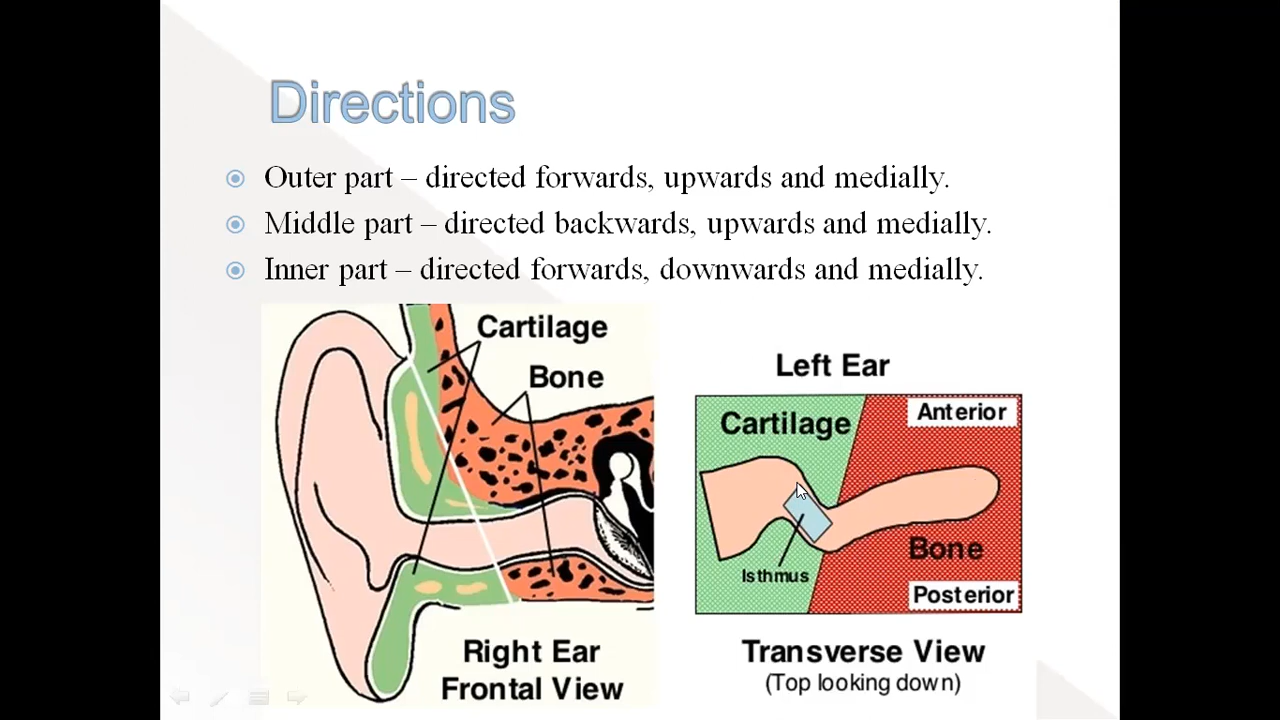 Directions
Outer part – directed forwards, upwards and medially.
Middle part – directed backwards, upwards and medially.
Inner part – directed forwards, downwards and medially.
Cartilage
Bone
Right Ear
Frontal View
Left Ear
Cartilage
Anterior
Isthmus
Bone
Posterior
Transverse View
(Top looking down)